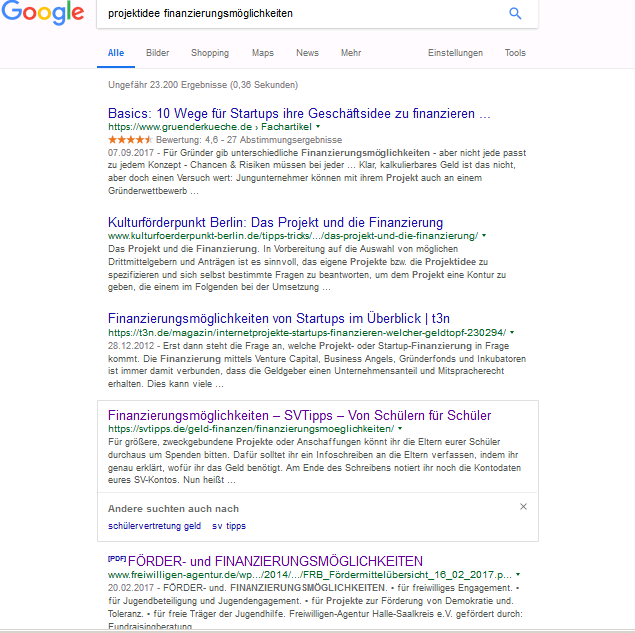 Google
projektidee finanzierungsmöglichkeiten
Alle Bilder Shopping Maps News Mehr Einstellungen Tools
Ungefähr 23.200 Ergebnisse (0,36 Sekunden)
Basics: 10 Wege für Startups ihre Geschäftsidee zu finanzieren ...
https://www.gruenderkueche.de › Fachartikel
Bewertung: 4,6 - 27 Abstimmungsergebnisse
07.09.2017 - Für Gründer gib unterschiedliche Finanzierungsmöglichkeiten - aber nicht jede passt
zu jedem Konzept - Chancen & Risiken müssen bei jeder ... Klar, kalkulierbares Geld ist das nicht,
aber doch einen Versuch wert: Jungunternehmer können mit ihrem Projekt auch an einem
Gründerwettbewerb ...
Kulturförderpunkt Berlin: Das Projekt und die Finanzierung
www.kulturfoerderpunkt-berlin.de/tipps-tricks/.../das-projekt-und-die-finanzierung/
Das Projekt und die Finanzierung. In Vorbereitung auf die Auswahl von möglichen
Drittmittelgebern und Anträgen ist es sinnvoll, das eigene Projekte bzw. die Projektidee zu
spezifizieren und sich selbst bestimmte Fragen zu beantworten, um dem Projekt eine Kontur zu
geben, die einem im Folgenden bei der Umsetzung ...
Finanzierungsmöglichkeiten von Startups im Überblick | t3n
https://t3n.de/magazin/internetprojekte-startups-finanzieren-welcher-geldtopf-230294/
28.12.2012 - Erst dann steht die Frage an, welche Projekt- oder Startup-Finanzierung in Frage
kommt. Die Finanzierung mittels Venture Capital, Business Angels, Gründerfonds und Inkubatoren
ist immer damit verbunden, dass die Geldgeber einen Unternehmensanteil und Mitspracherecht
erhalten. Dies kann viele ...
Finanzierungsmöglichkeiten – SVTipps – Von Schülern für Schüler
https://svtipps.de/geld-finanzen/finanzierungsmoeglichkeiten/
Für größere, zweckgebundene Projekte oder Anschaffungen könnt ihr die Eltern eurer Schüler
durchaus um Spenden bitten. Dafür solltet ihr ein Infoschreiben an die Eltern verfassen, indem ihr
genau erklärt, wofür ihr das Geld benötigt. Am Ende des Schreibens notiert ihr noch die Kontodaten
eures SV-Kontos. Nun heißt ...
Andere suchten auch nach
schülervertretung geld sv tipps
[PDF] FÖRDER- und FINANZIERUNGSMÖGLICHKEITEN
www.freiwilligen-agentur.de/wp.../2014/.../FRB_Fördermittelübersicht_16_02_2017.p...
20.02.2017 - FÖRDER- und. FINANZIERUNGSMÖGLICHKEITEN. • für freiwilliges Engagement. •
für Jugendbeteiligung und Jugendengagement. • für Projekte zur Förderung von Demokratie und.
Toleranz. • für freie Träger der Jugendhilfe. Freiwilligen-Agentur Halle-Saalkreis e.V. gefördert durch:
Fundraisingberatung